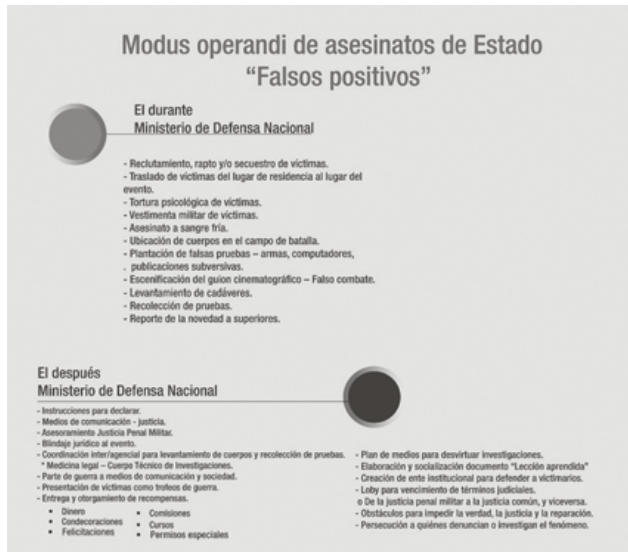 Modus operandi de asesinatos de Estado
“Falsos positivos”
El durante
Ministerio de Defensa Nacional
- Reclutamiento, rapto y/o secuestro de víctimas.
- Traslado de víctimas del lugar de residencia al lugar del
evento.
- Tortura psicológica de víctimas.
- Vestimenta militar de víctimas.
- Asesinato a sangre fría.
- Ubicación de cuerpos en el campo de batalla.
- Plantación de falsas pruebas – armas, computadores,
. publicaciones subversivas.
- Escenificación del guion cinematográfico – Falso combate.
- Levantamiento de cadáveres.
- Recolección de pruebas.
- Reporte de la novedad a superiores.
El después
Ministerio de Defensa Nacional
- Instrucciones para declarar.
- Medios de comunicación - justicia.
- Asesoramiento Justicia Penal Militar.
- Blindaje jurídico al evento.
- Coordinación inter/agencial para levantamiento de cuerpos y recolección de pruebas.
* Medicina legal – Cuerpo Técnico de Investigaciones.
- Parte de guerra a medios de comunicación y sociedad.
- Presentación de víctimas como trofeos de guerra.
- Entrega y otorgamiento de recompensas.
▪ Dinero
▪ Condecoraciones
▪ Felicitaciones
▪ Comisiones
▪ Cursos
▪ Permisos especiales
- Plan de medios para desvirtuar investigaciones.
- Elaboración y socialización documento “Lección aprendida”
- Creación de ente institucional para defender a victimarios.
- Loby para vencimiento de términos judiciales.
o De la justicia penal militar a la justicia común, y viceversa.
- Obstáculos para impedir la verdad, la justicia y la reparación.
- Persecución a quiénes denuncian o investigan el fenómeno.